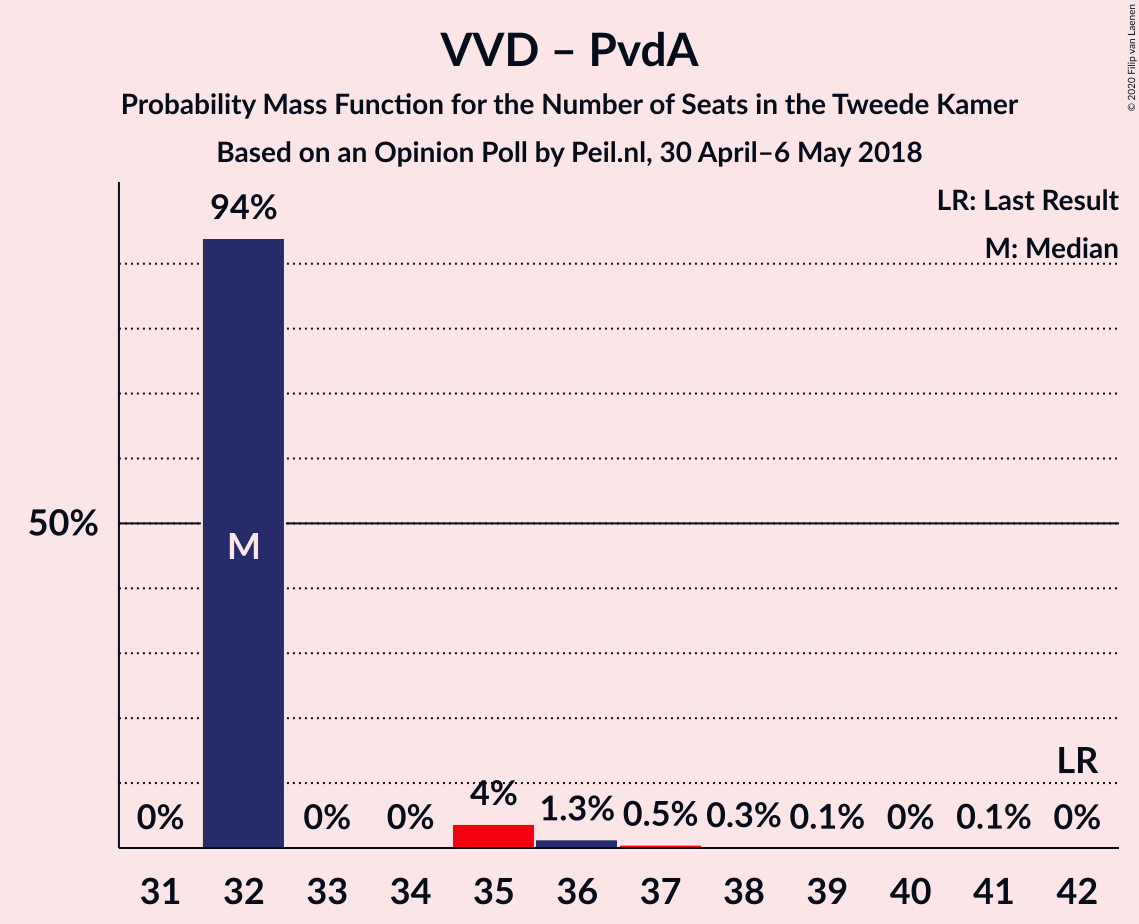 VVD – PvdA
Probability Mass Function for the Number of Seats in the Tweede Kamer
Based on an Opinion Poll by Peil.nl, 30 April–6 May 2018
© 2020 Filip van Laenen
LR: Last Result
M: Median
94%
50%
M
LR
0% 0% 0% 4% 1.3% 0.5% 0.3% 0.1% 0% 0.1% 0%
31 32 33 34 35 36 37 38 39 40 41 42